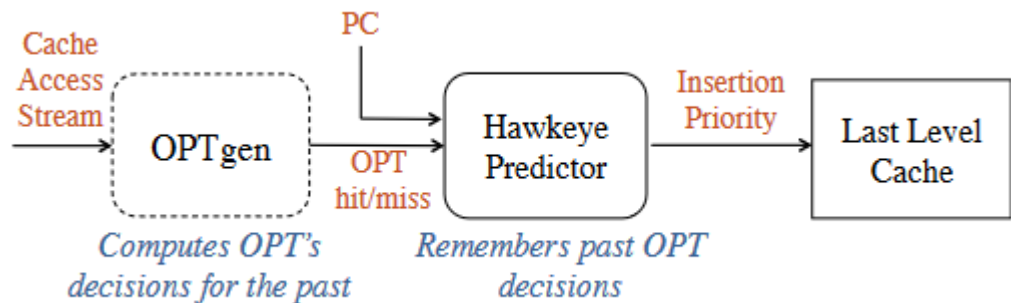 Cache
Access
Stream
OPTgen
Computes OPT's
decisions for the past
PC
OPT
hit/miss
Hawkeye
Predictor
Remembers past OPT
decisions
Insertion
Priority
Last Level
Cache